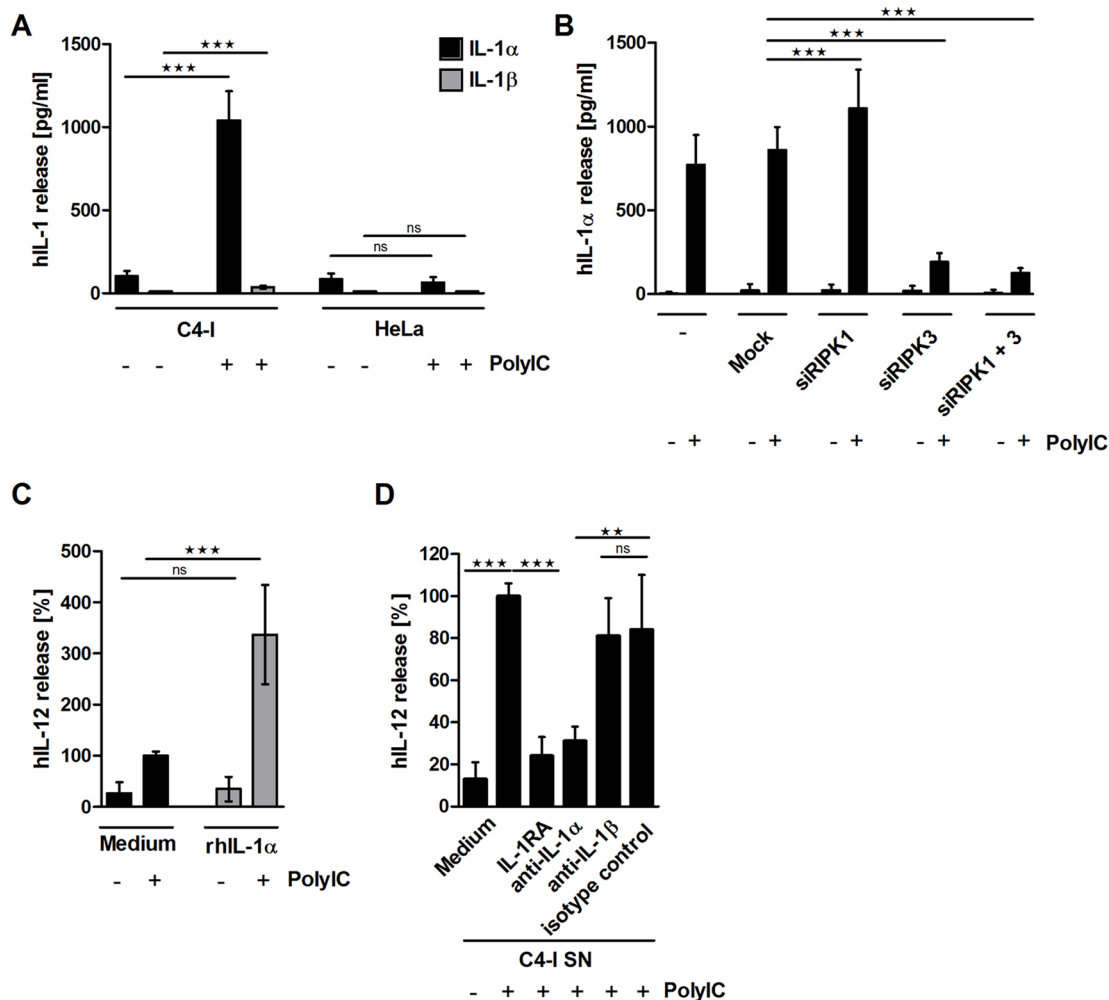 A
hIL-1 release [pg/ml]
1500
1000
500
0
★★★
★★★
ns
ns
IL-1α
IL-1β
C4-I
HeLa
- - + + - - + + PolyIC
B
hIL-1α release [pg/ml]
1500
1000
500
0
★★★
★★★
★★★
-
Mock
siRIPK1
siRIPK3
siRIPK1 + 3
- + - + - + - + - + PolyIC
C
hIL-12 release [%]
500
400
300
200
100
0
★★★
ns
Medium
rhIL-1α
- + - + PolyIC
D
hIL-12 release [%]
120
100
80
60
40
20
0
★★★ ★★★
★★
ns
Medium
IL-1RA
anti-IL-1α
anti-IL-1β
isotype control
C4-I SN
- + + + + + PolyIC